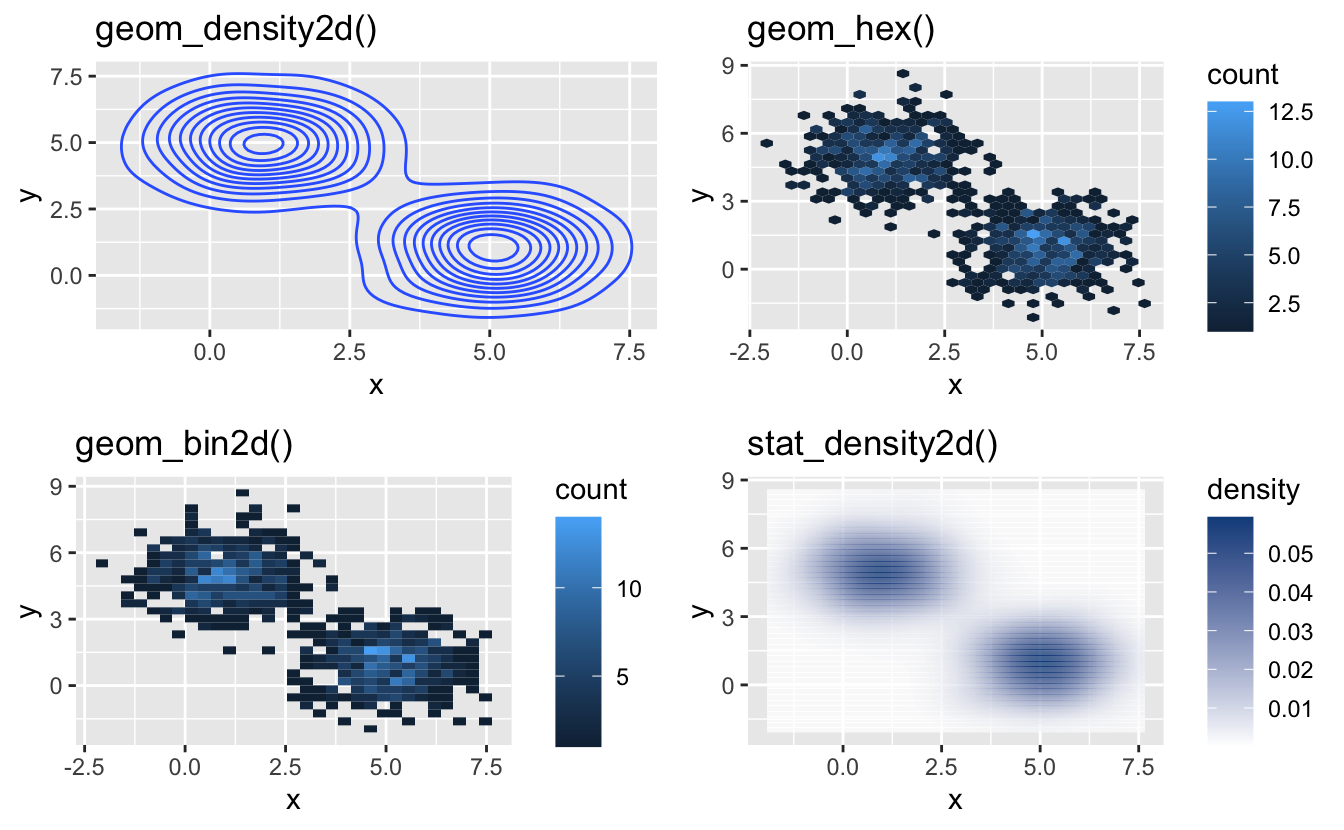 geom_density2d()
7.5
5.0
2.5
0.0
y
0.0 2.5 5.0 7.5
x
geom_hex()
9
6
3
0
y
-2.5 0.0 2.5 5.0 7.5
x
count
12.5
10.0
7.5
5.0
2.5
geom_bin2d()
9
6
3
0
y
-2.5 0.0 2.5 5.0 7.5
x
count
10
5
stat_density2d()
9
6
3
0
y
0.0 2.5 5.0 7.5
x
density
0.05
0.04
0.03
0.02
0.01